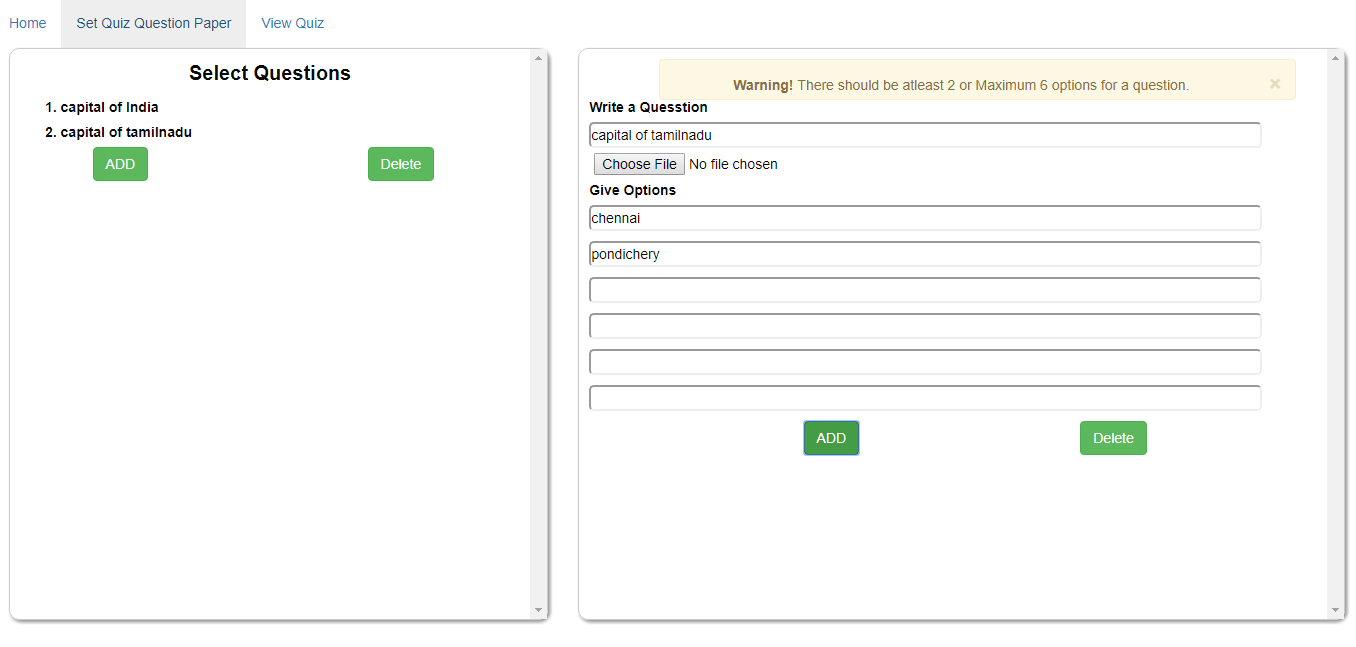 Home Set Quiz Question Paper View Quiz
Select Questions
1. capital of India
2. capital of tamilnadu
ADD Delete
Warning! There should be atleast 2 or Maximum 6 options for a question. ×
Write a Quesstion
capital of tamilnadu
Choose File No file chosen
Give Options
chennai
pondichery
ADD Delete